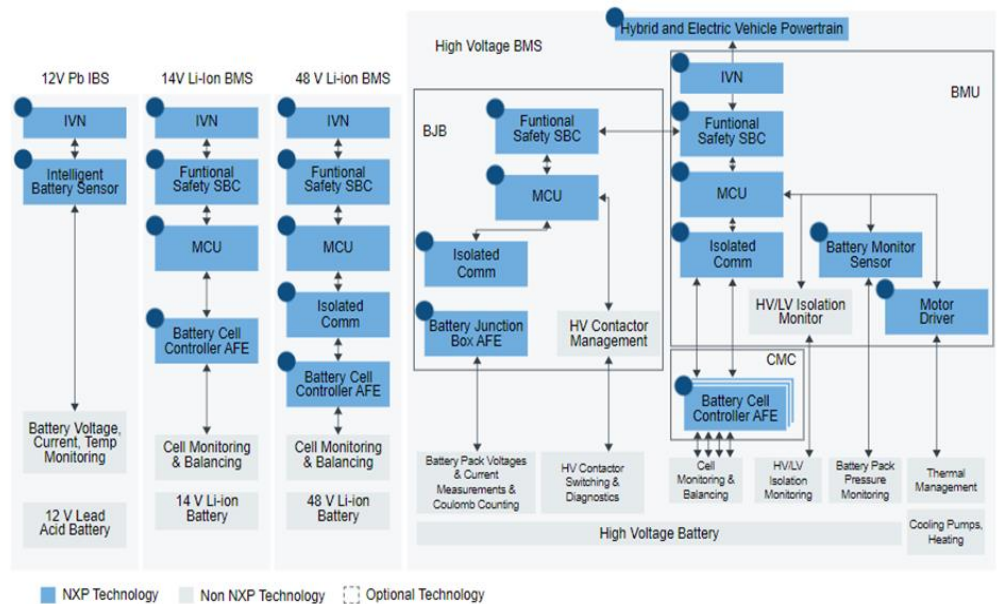 Hybrid and Electric Vehicle Powertrain
High Voltage BMS
12V Pb IBS
14V Li-Ion BMS
48 V Li-ion BMS
IVN
Intelligent
Battery Sensor
Battery Voltage,
Current, Temp
Monitoring
12 V Lead
Acid Battery
IVN
Funtional
Safety SBC
MCU
Battery Cell
Controller AFE
Cell Monitoring
& Balancing
14 V Li-ion
Battery
IVN
Funtional
Safety SBC
MCU
Isolated
Comm
Battery Cell
Controller AFE
Cell Monitoring
& Balancing
48 V Li-ion
Battery
BJB
Funtional
Safety SBC
MCU
Isolated
Comm
Battery Junction
Box AFE
HV Contactor
Management
BMU
IVN
Funtional
Safety SBC
MCU
Isolated
Comm
Battery Monitor
Sensor
HV/LV Isolation
Monitor
Motor
Driver
CMC
Battery Cell
Controller AFE
Battery Pack Voltages
& Current
Measurements &
Coulomb Counting
HV Contactor
Switching &
Diagnostics
Cell
Monitoring &
Balancing
HV/LV
Isolation
Monitoring
Battery Pack
Pressure
Monitoring
Thermal
Management
High Voltage Battery
Cooling Pumps,
Heating
NXP Technology
Non NXP Technology
Optional Technology